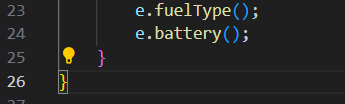 23 e.fuelType();
24 e.battery();
25 }
26 }